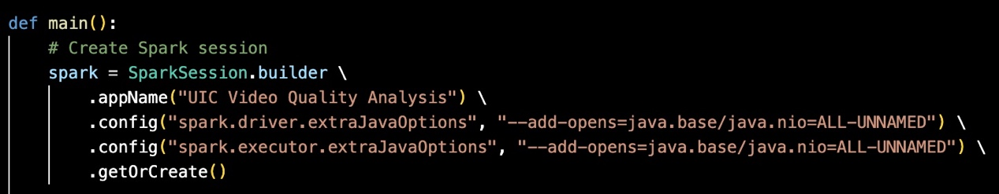 def main():
    # Create Spark session
    spark = SparkSession.builder \
        .appName("UIC Video Quality Analysis") \
        .config("spark.driver.extraJavaOptions", "--add-opens=java.base/java.nio=ALL-UNNAMED") \
        .config("spark.executor.extraJavaOptions", "--add-opens=java.base/java.nio=ALL-UNNAMED") \
        .getOrCreate()